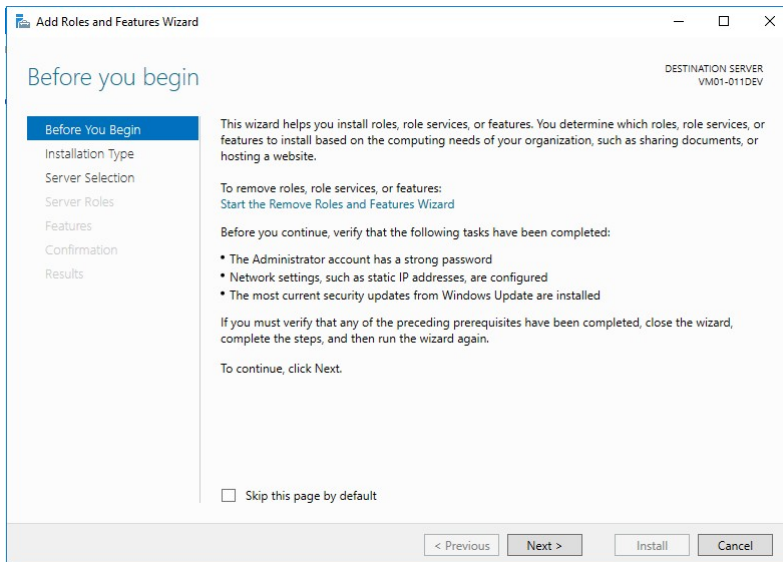 Add Roles and Features Wizard
Before you begin
DESTINATION SERVER
VM01-011DEV
Before You Begin
Installation Type
Server Selection
Server Roles
Features
Confirmation
Results
This wizard helps you install roles, role services, or features. You determine which roles, role services, or
features to install based on the computing needs of your organization, such as sharing documents, or
hosting a website.
To remove roles, role services, or features:
Start the Remove Roles and Features Wizard
Before you continue, verify that the following tasks have been completed:
• The Administrator account has a strong password
• Network settings, such as static IP addresses, are configured
• The most current security updates from Windows Update are installed
If you must verify that any of the preceding prerequisites have been completed, close the wizard,
complete the steps, and then run the wizard again.
To continue, click Next.
Skip this page by default
< Previous
Next >
Install
Cancel